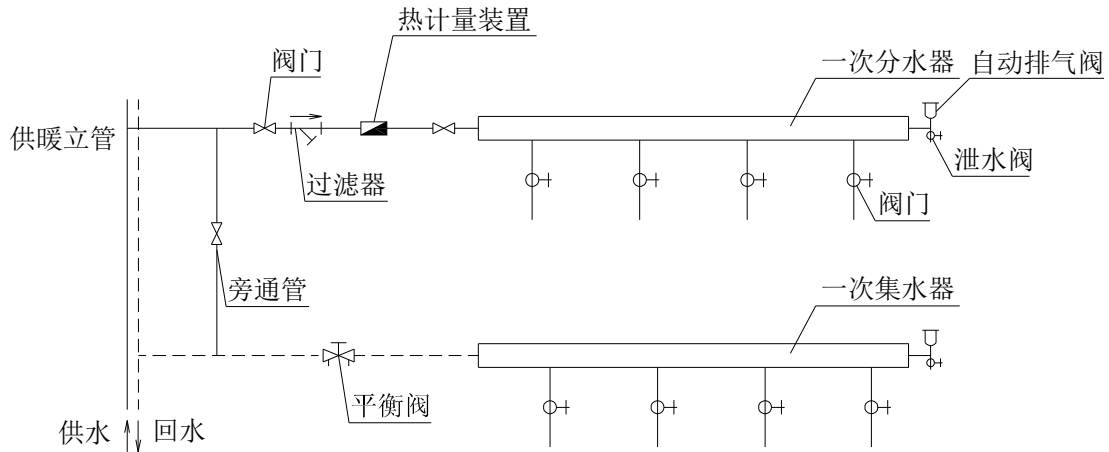 热计量装置
阀门
一次分水器
自动排气阀
供暖立管
过滤器
泄水阀
阀门
旁通管
一次集水器
平衡阀
供水
回水